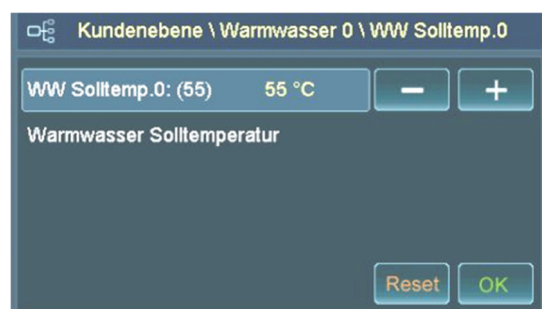 Kundenebene \ Warmwasser 0 \ WW Solltemp.0
WW Solltemp.0: (55) 55 °C − +
Warmwasser Solltemperatur
Reset OK